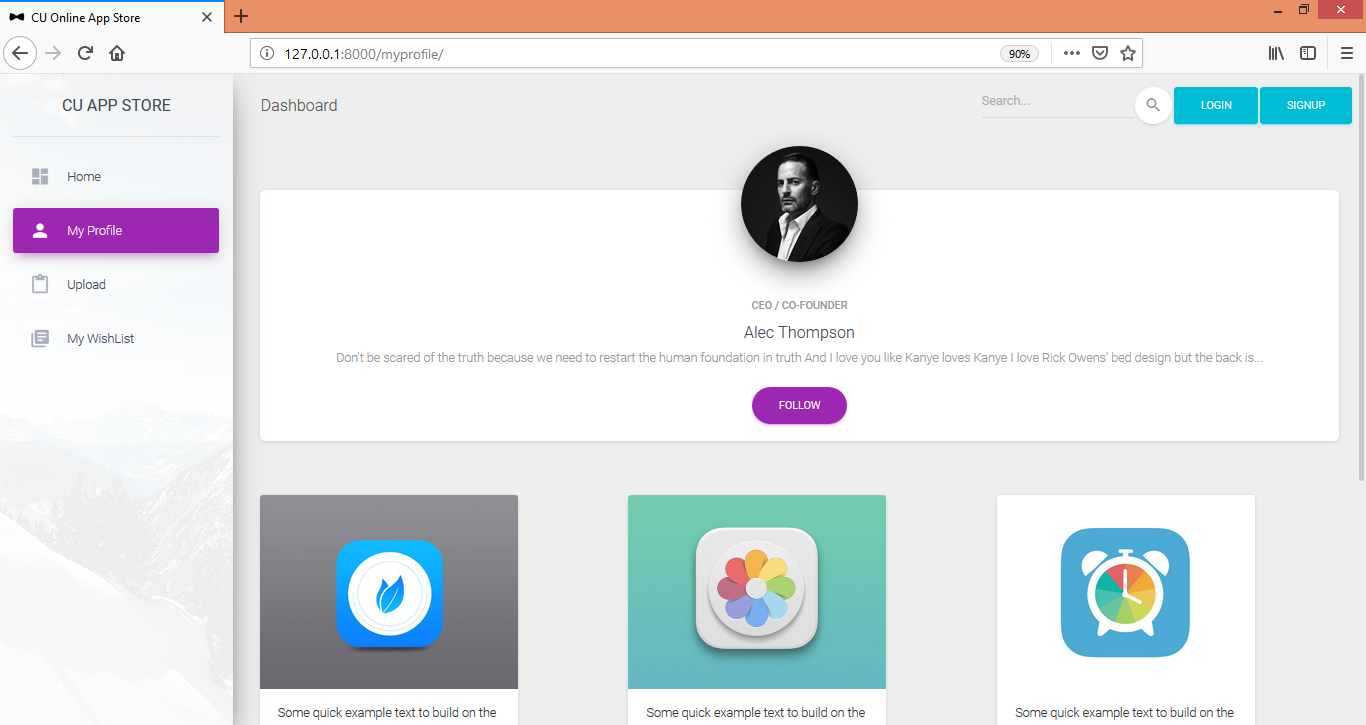 CU Online App Store
127.0.0.1:8000/myprofile/
90%
CU APP STORE
Home
My Profile
Upload
My WishList
Dashboard
Search...
LOGIN
SIGNUP
CEO / CO-FOUNDER
Alec Thompson
Don't be scared of the truth because we need to restart the human foundation in truth And I love you like Kanye loves Kanye I love Rick Owens' bed design but the back is...
FOLLOW
Some quick example text to build on the
Some quick example text to build on the
Some quick example text to build on the